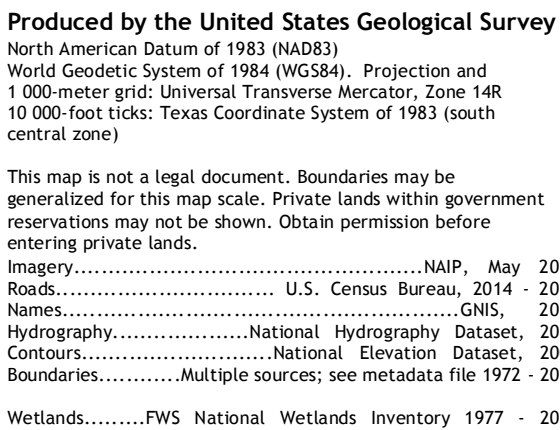 Produced by the United States Geological Survey
North American Datum of 1983 (NAD83)
World Geodetic System of 1984 (WGS84). Projection and
1 000-meter grid: Universal Transverse Mercator, Zone 14R
10 000-foot ticks: Texas Coordinate System of 1983 (south
central zone)
This map is not a legal document. Boundaries may be
generalized for this map scale. Private lands within government
reservations may not be shown. Obtain permission before
entering private lands.
Imagery..............................................NAIP, May 20
Roads............................. U.S. Census Bureau, 2014 - 20
Names....................................................GNIS, 20
Hydrography..................National Hydrography Dataset, 20
Contours.........................National Elevation Dataset, 20
Boundaries............Multiple sources; see metadata file 1972 - 20
Wetlands.........FWS National Wetlands Inventory 1977 - 20